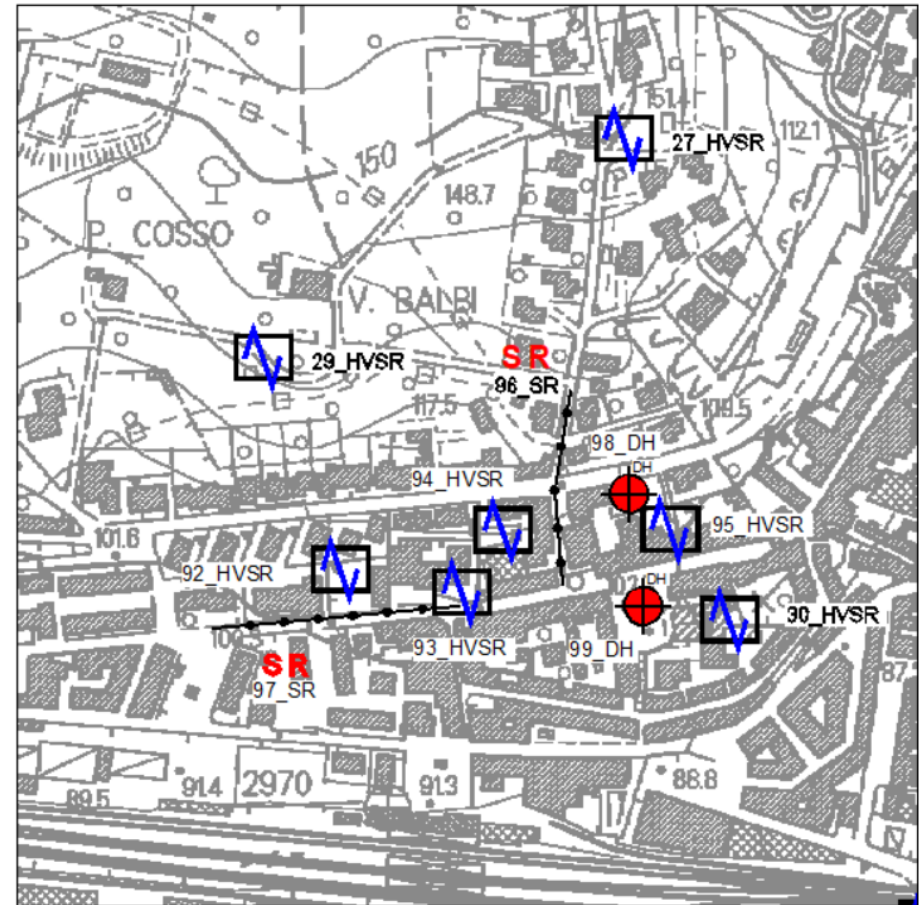 151.4
27_HVSR
112.1
150
148.7
P. COSSO
V. BALBI
29_HVSR
SR
96_SR
117.5
109.5
98_DH
DH
94_HVSR
95_HVSR
101.6
92_HVSR
DH
30_HVSR
93_HVSR
99_DH
SR
97_SR
87
2970
91.4
91.3
88.8
89.5